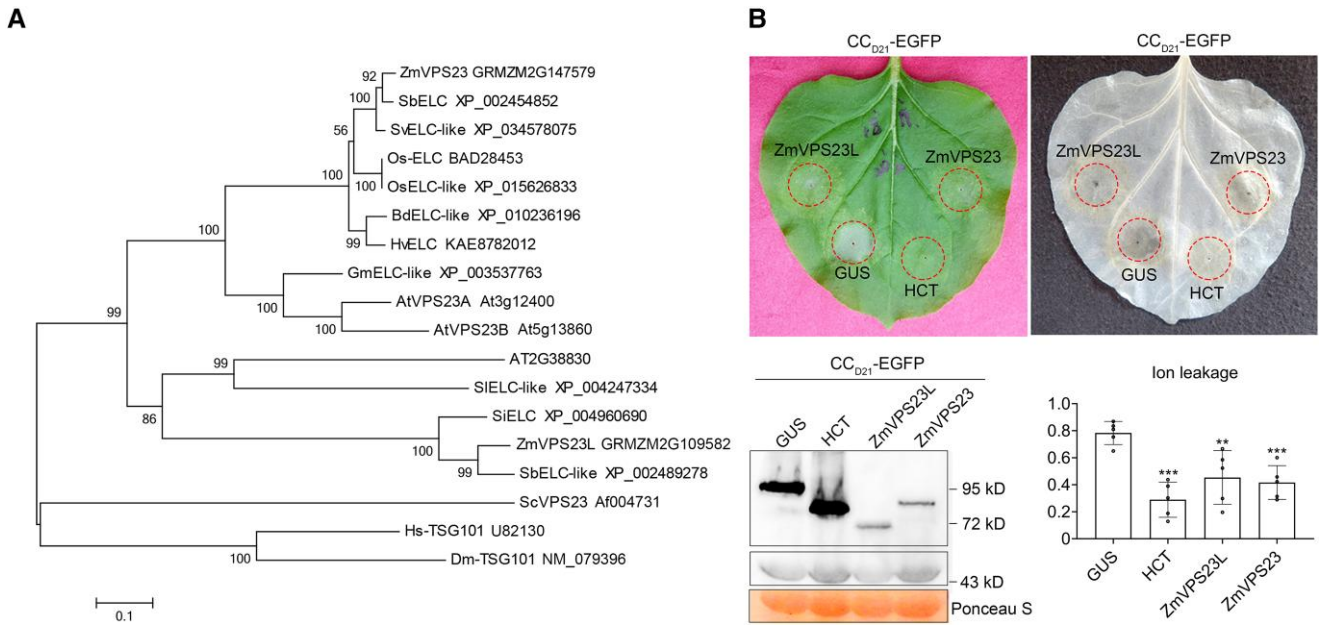 A
92
ZmVPS23 GRMZM2G147579
100
SbELC XP_002454852
56
SvELC-like XP_034578075
Os-ELC BAD28453
100
100
OsELC-like XP_015626833
BdELC-like XP_010236196
100
99
HvELC KAE8782012
GmELC-like XP_003537763
100
AtVPS23A At3g12400
99
100
AtVPS23B At5g13860
99
AT2G38830
SlELC-like XP_004247334
86
SiELC XP_004960690
100
ZmVPS23L GRMZM2G109582
99
SbELC-like XP_002489278
ScVPS23 Af004731
Hs-TSG101 U82130
100
Dm-TSG101 NM_079396
0.1
B
CCD21-EGFP
CCD21-EGFP
ZmVPS23L
ZmVPS23
GUS
HCT
ZmVPS23L
ZmVPS23
GUS
HCT
CCD21-EGFP
GUS
HCT
ZmVPS23L
ZmVPS23
95 kD
72 kD
43 kD
Ponceau S
Ion leakage
1.0
0.8
0.6
0.4
0.2
0
***
**
***
GUS
HCT
ZmVPS23L
ZmVPS23